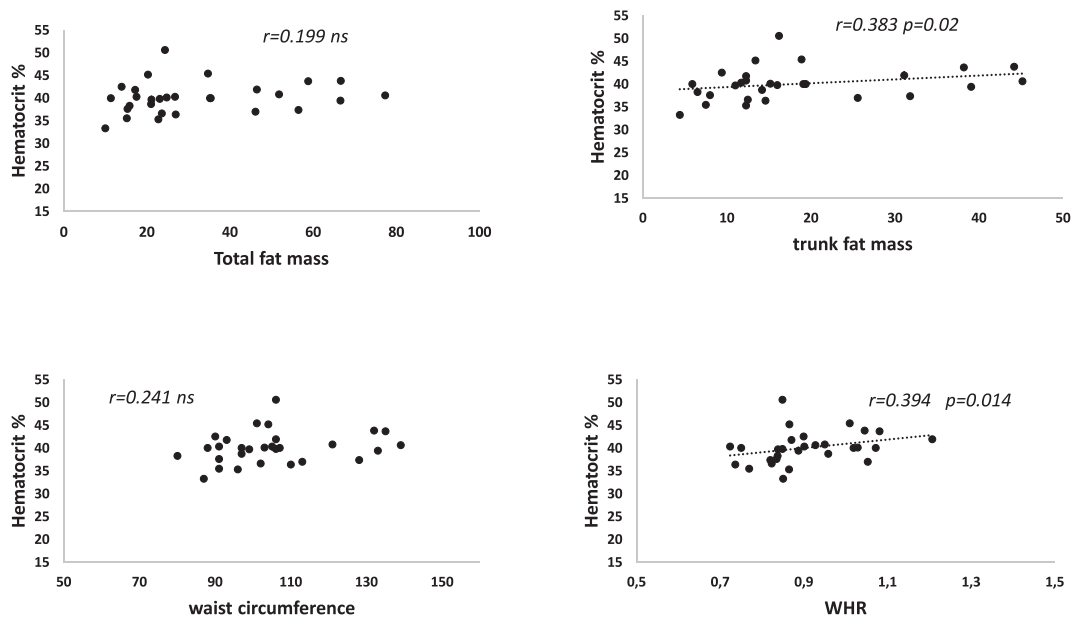 r=0.199 ns
Hematocrit %
55
50
45
40
35
30
25
20
15
0 20 40 60 80 100
Total fat mass
r=0.383 p=0.02
Hematocrit %
55
50
45
40
35
30
25
20
15
0 10 20 30 40 50
trunk fat mass
r=0.241 ns
Hematocrit %
55
50
45
40
35
30
25
20
15
50 70 90 110 130 150
waist circumference
r=0.394 p=0.014
Hematocrit %
55
50
45
40
35
30
25
20
15
0,5 0,7 0,9 1,1 1,3 1,5
WHR